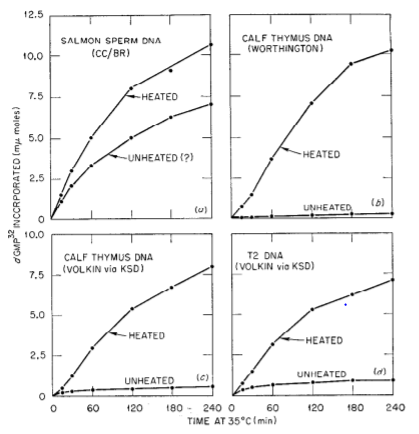 12.5
10.0
7.5
5.0
2.5
0
SALMON SPERM DNA
(CC/BR)
HEATED
UNHEATED (?)
(a)
CALF THYMUS DNA
(WORTHINGTON)
HEATED
UNHEATED
(b)
d'GMP32 INCORPORATED (mμ moles)
10.0
7.5
5.0
2.5
0
CALF THYMUS DNA
(VOLKIN via KSD)
HEATED
UNHEATED
(c)
0 60 120 180 240
T2 DNA
(VOLKIN via KSD)
HEATED
UNHEATED
(d)
60 120 180 240
TIME AT 35°C (min)